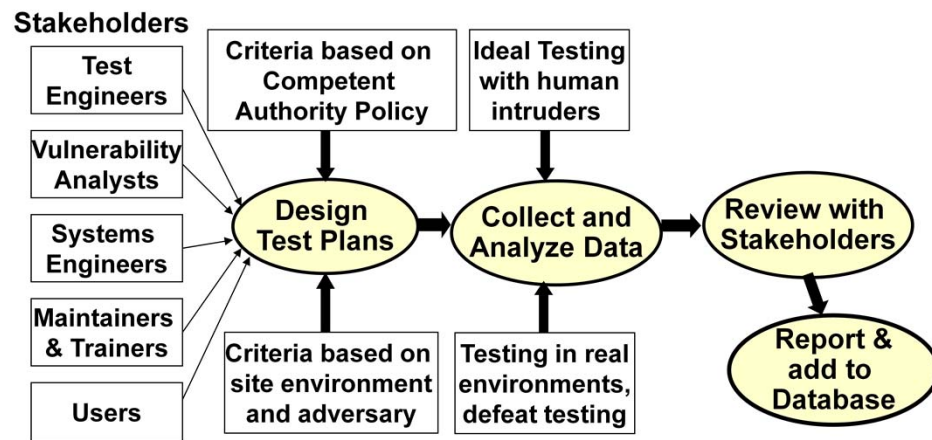 Stakeholders
Test
Engineers
Vulnerability
Analysts
Systems
Engineers
Maintainers
& Trainers
Users
Criteria based on
Competent
Authority Policy
Ideal Testing
with human
intruders
Design
Test Plans
Collect and
Analyze Data
Review with
Stakeholders
Criteria based on
site environment
and adversary
Testing in real
environments,
defeat testing
Report &
add to
Database